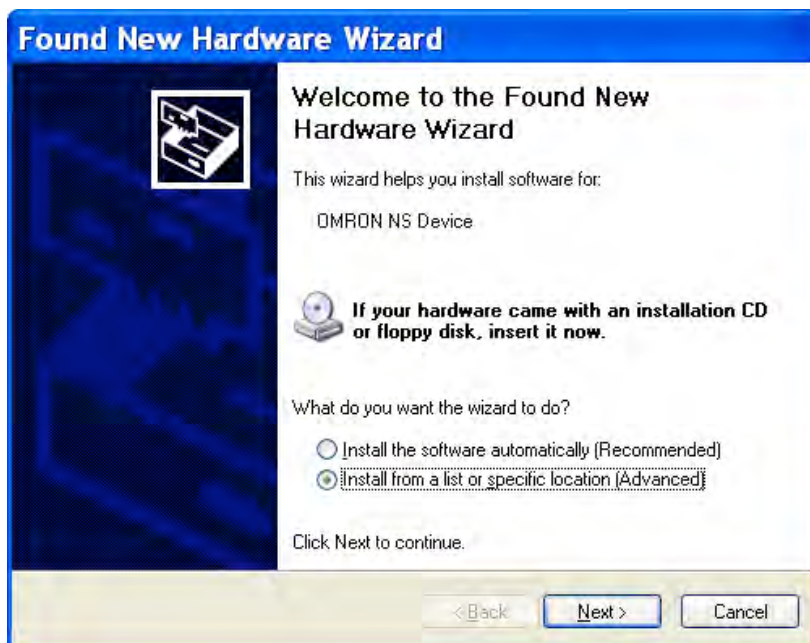 Found New Hardware Wizard
Welcome to the Found New
Hardware Wizard
This wizard helps you install software for:
OMRON NS Device
If your hardware came with an installation CD
or floppy disk, insert it now.
What do you want the wizard to do?
Install the software automatically (Recommended)
Install from a list or specific location (Advanced)
Click Next to continue.
< Back Next > Cancel